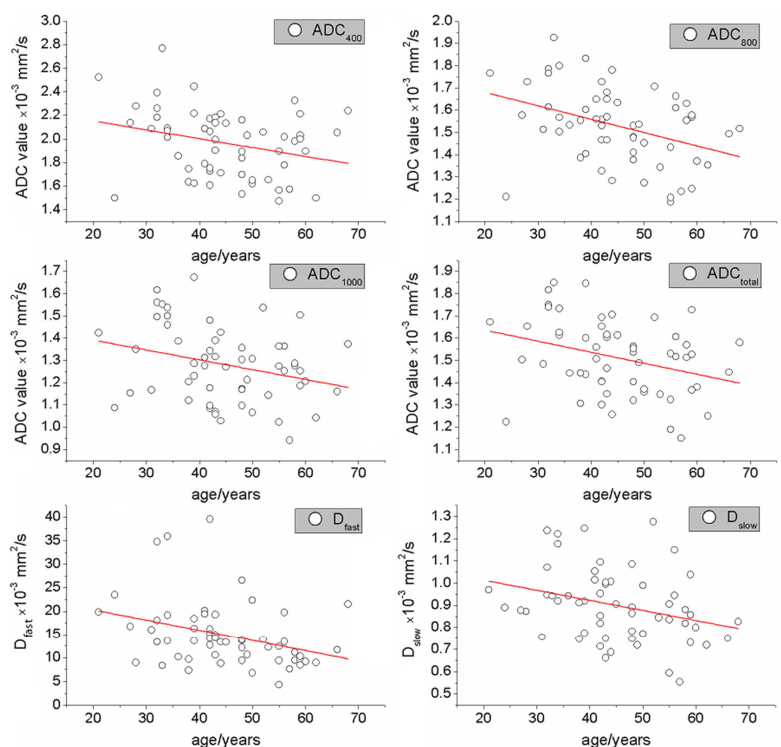 3.0
2.8
2.6
2.4
2.2
2.0
1.8
1.6
1.4
ADC value ×10⁻³ mm²/s
ADC₄₀₀
20 30 40 50 60 70
age/years
2.0
1.9
1.8
1.7
1.6
1.5
1.4
1.3
1.2
1.1
ADC value ×10⁻³ mm²/s
ADC₈₀₀
20 30 40 50 60 70
age/years
1.7
1.6
1.5
1.4
1.3
1.2
1.1
1.0
0.9
ADC value ×10⁻³ mm²/s
ADC₁₀₀₀
20 30 40 50 60 70
age/years
1.9
1.8
1.7
1.6
1.5
1.4
1.3
1.2
1.1
ADC value ×10⁻³ mm²/s
ADCtotal
20 30 40 50 60 70
age/years
40
35
30
25
20
15
10
5
0
Dfast ×10⁻³ mm²/s
Dfast
20 30 40 50 60 70
age/years
1.3
1.2
1.1
1.0
0.9
0.8
0.7
0.6
0.5
Dslow ×10⁻³ mm²/s
Dslow
20 30 40 50 60 70
age/years